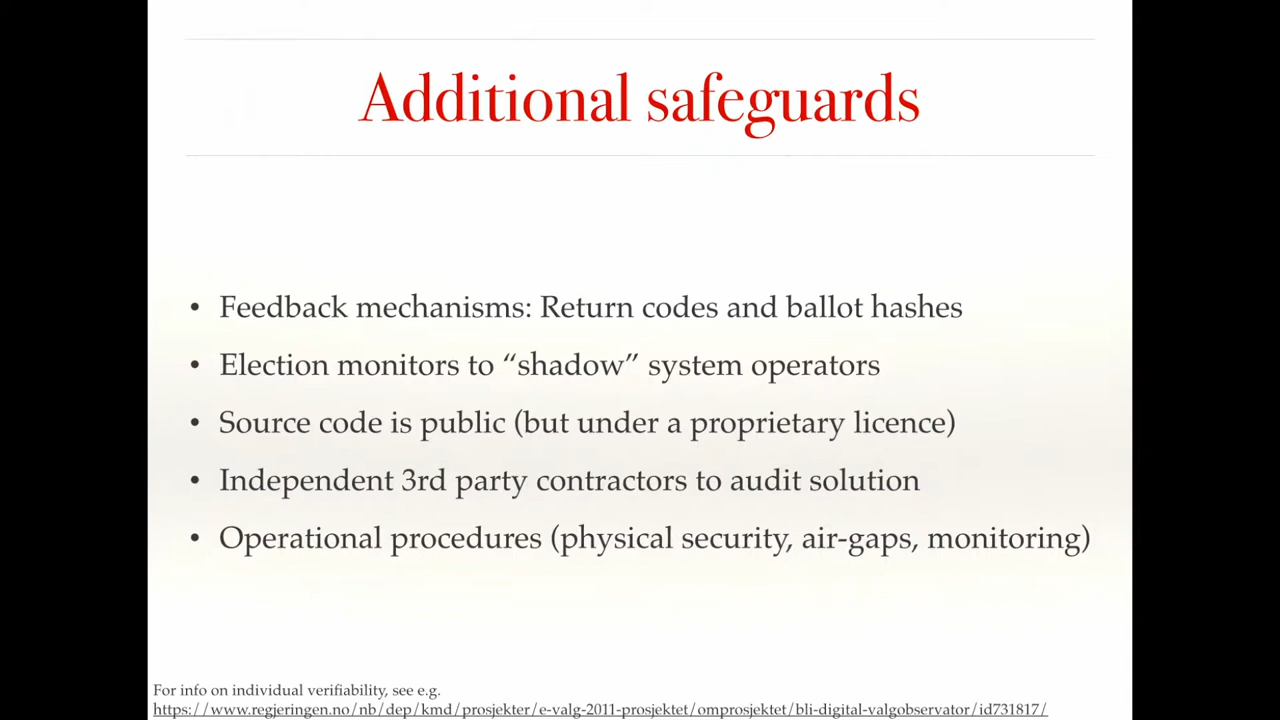 Additional safeguards
• Feedback mechanisms: Return codes and ballot hashes
• Election monitors to “shadow” system operators
• Source code is public (but under a proprietary licence)
• Independent 3rd party contractors to audit solution
• Operational procedures (physical security, air-gaps, monitoring)
For info on individual verifiability, see e.g.
https://www.regjeringen.no/nb/dep/kmd/prosjekter/e-valg-2011-prosjektet/omprosjektet/bli-digital-valgobservator/id731817/